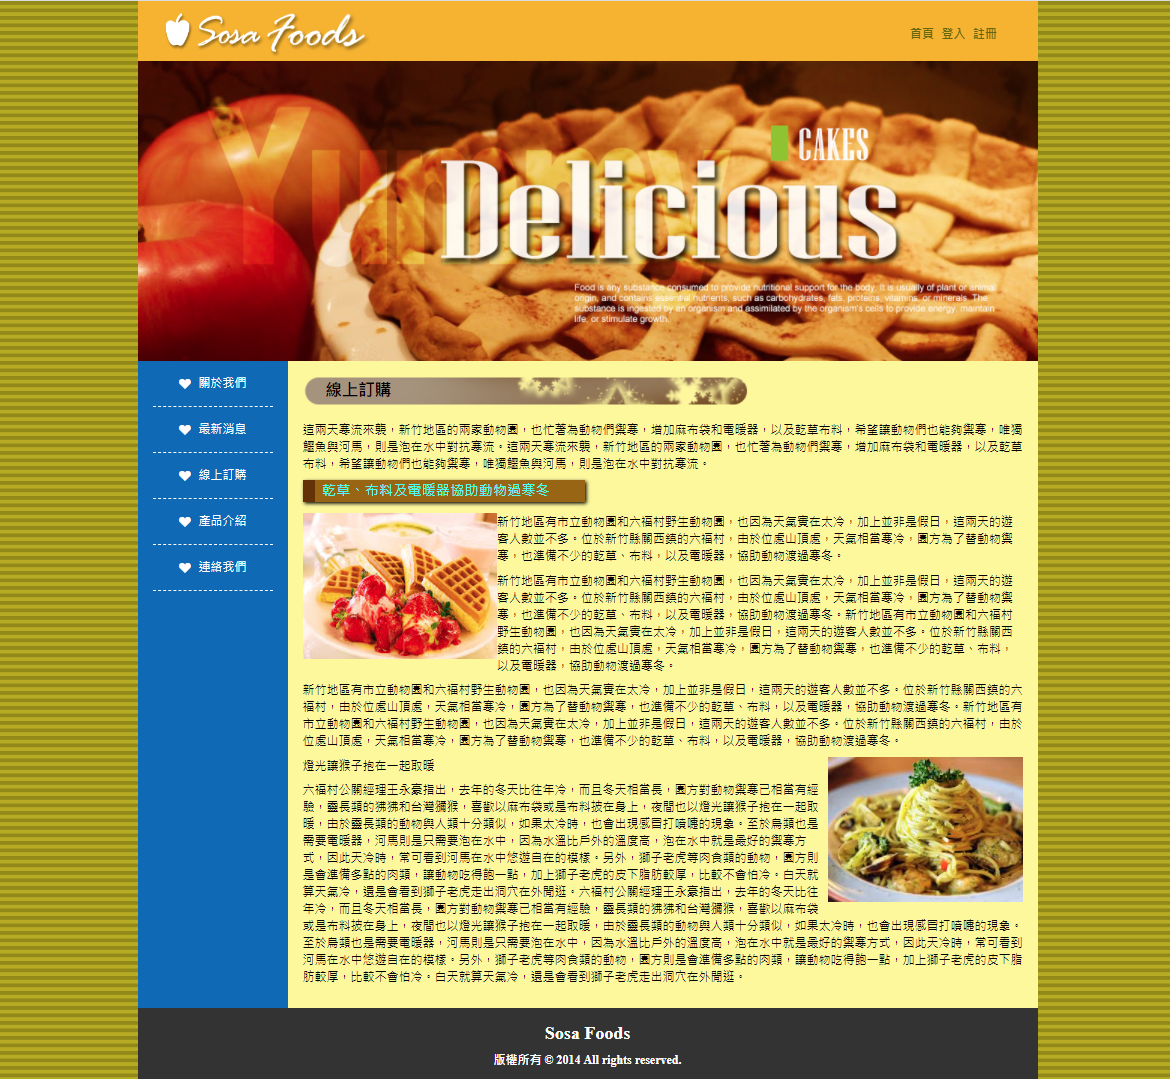 Sosa Foods
首頁 登入 註冊
Yummy
CAKES
Delicious
Food is any substance consumed to provide nutritional support for the body. It is usually of plant or animal
origin, and contains essential nutrients, such as carbohydrates, fats, proteins, vitamins, or minerals. The
substance is ingested by an organism and assimilated by the organism's cells to provide energy, maintain
life, or stimulate growth.
關於我們
最新消息
線上訂購
產品介紹
連絡我們
線上訂購
這兩天寒流來襲，新竹地區的兩家動物園，也忙著為動物們禦寒，增加麻布袋和電暖器，以及乾草布料，希望讓動物們也能夠禦寒，唯獨
鱷魚與河馬，則是泡在水中對抗寒流。這兩天寒流來襲，新竹地區的兩家動物園，也忙著為動物們禦寒，增加麻布袋和電暖器，以及乾草
布料，希望讓動物們也能夠禦寒，唯獨鱷魚與河馬，則是泡在水中對抗寒流。
乾草、布料及電暖器協助動物過寒冬
新竹地區有市立動物園和六福村野生動物園，也因為天氣實在太冷，加上並非是假日，這兩天的遊
客人數並不多。位於新竹縣關西鎮的六福村，由於位處山頂處，天氣相當寒冷，園方為了替動物禦
寒，也準備不少的乾草、布料，以及電暖器，協助動物渡過寒冬。
新竹地區有市立動物園和六福村野生動物園，也因為天氣實在太冷，加上並非是假日，這兩天的遊
客人數並不多。位於新竹縣關西鎮的六福村，由於位處山頂處，天氣相當寒冷，園方為了替動物禦
寒，也準備不少的乾草、布料，以及電暖器，協助動物渡過寒冬。新竹地區有市立動物園和六福村
野生動物園，也因為天氣實在太冷，加上並非是假日，這兩天的遊客人數並不多。位於新竹縣關西
鎮的六福村，由於位處山頂處，天氣相當寒冷，園方為了替動物禦寒，也準備不少的乾草、布料，
以及電暖器，協助動物渡過寒冬。
新竹地區有市立動物園和六福村野生動物園，也因為天氣實在太冷，加上並非是假日，這兩天的遊客人數並不多。位於新竹縣關西鎮的六
福村，由於位處山頂處，天氣相當寒冷，園方為了替動物禦寒，也準備不少的乾草、布料，以及電暖器，協助動物渡過寒冬。新竹地區有
市立動物園和六福村野生動物園，也因為天氣實在太冷，加上並非是假日，這兩天的遊客人數並不多。位於新竹縣關西鎮的六福村，由於
位處山頂處，天氣相當寒冷，園方為了替動物禦寒，也準備不少的乾草、布料，以及電暖器，協助動物渡過寒冬。
燈光讓猴子抱在一起取暖
六福村公關經理王永豪指出，去年的冬天比往年冷，而且冬天相當長，園方對動物禦寒已相當有經
驗，靈長類的狒狒和台灣獼猴，喜歡以麻布袋或是布料披在身上，夜間也以燈光讓猴子抱在一起取
暖，由於靈長類的動物與人類十分類似，如果太冷時，也會出現感冒打噴嚏的現象。至於鳥類也是
需要電暖器，河馬則是只需要泡在水中，因為水溫比戶外的溫度高，泡在水中就是最好的禦寒方
式，因此天冷時，常可看到河馬在水中悠遊自在的模樣。另外，獅子老虎等肉食類的動物，園方則
是會準備多點的肉類，讓動物吃得飽一點，加上獅子老虎的皮下脂肪較厚，比較不會怕冷。白天就
算天氣冷，還是會看到獅子老虎走出洞穴在外閒逛。六福村公關經理王永豪指出，去年的冬天比往
年冷，而且冬天相當長，園方對動物禦寒已相當有經驗，靈長類的狒狒和台灣獼猴，喜歡以麻布袋
或是布料披在身上，夜間也以燈光讓猴子抱在一起取暖，由於靈長類的動物與人類十分類似，如果太冷時，也會出現感冒打噴嚏的現象。
至於鳥類也是需要電暖器，河馬則是只需要泡在水中，因為水溫比戶外的溫度高，泡在水中就是最好的禦寒方式，因此天冷時，常可看到
河馬在水中悠遊自在的模樣。另外，獅子老虎等肉食類的動物，園方則是會準備多點的肉類，讓動物吃得飽一點，加上獅子老虎的皮下脂
肪較厚，比較不會怕冷。白天就算天氣冷，還是會看到獅子老虎走出洞穴在外閒逛。
Sosa Foods
版權所有 © 2014 All rights reserved.